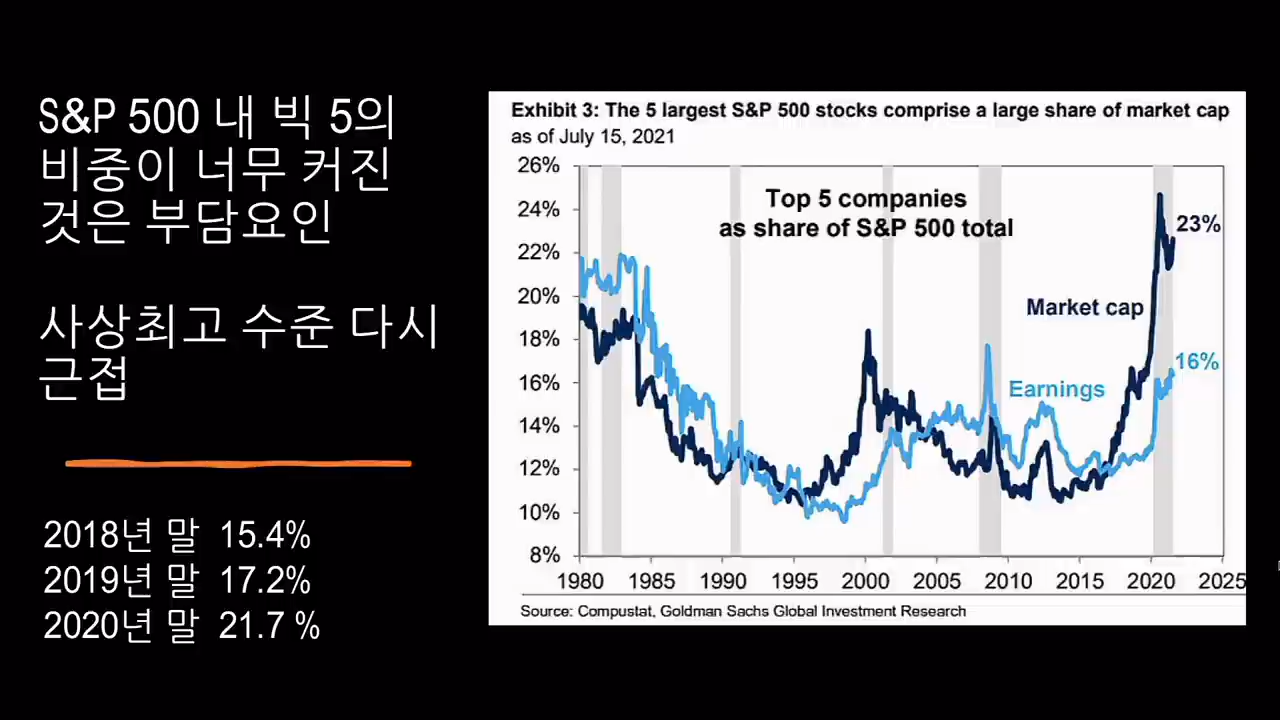 S&P 500 내 빅 5의
비중이 너무 커진
것은 부담요인
사상최고 수준 다시
근접
2018년 말 15.4%
2019년 말 17.2%
2020년 말 21.7 %
Exhibit 3: The 5 largest S&P 500 stocks comprise a large share of market cap
as of July 15, 2021
26%
24%
22%
20%
18%
16%
14%
12%
10%
8%
Top 5 companies
as share of S&P 500 total
23%
Market cap
16%
Earnings
1980 1985 1990 1995 2000 2005 2010 2015 2020 2025
Source: Compustat, Goldman Sachs Global Investment Research